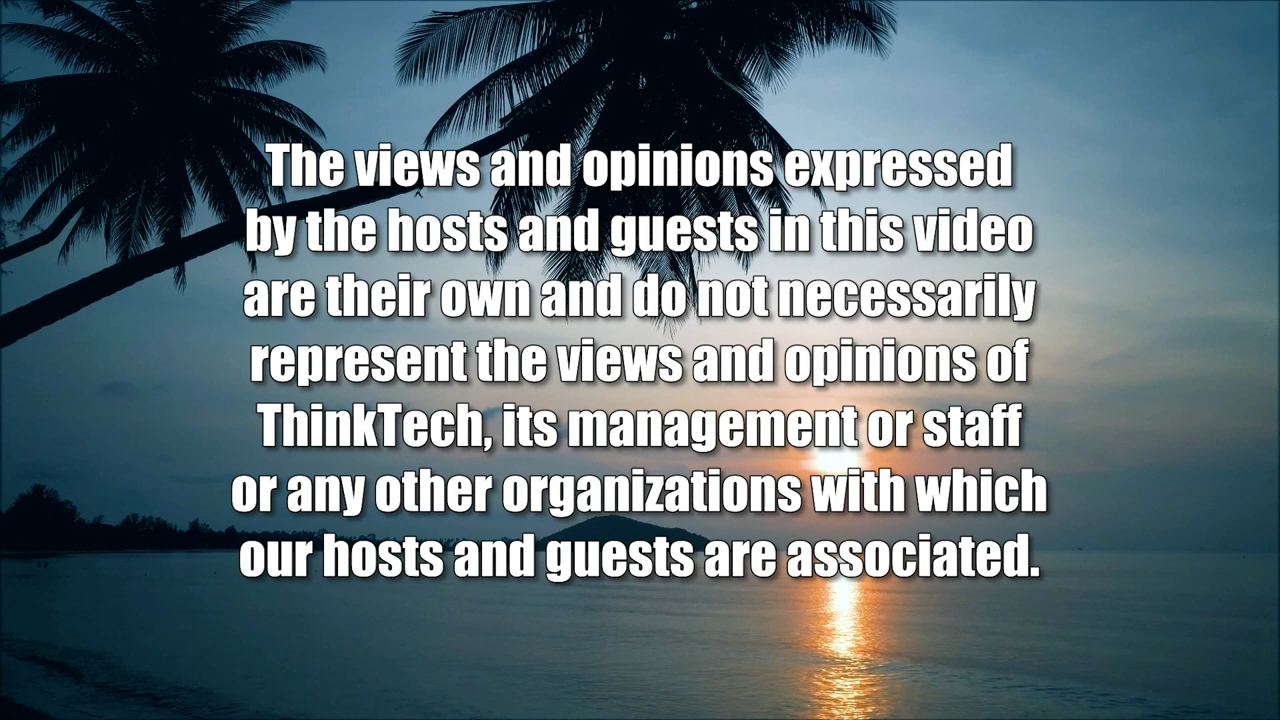 The views and opinions expressed
by the hosts and guests in this video
are their own and do not necessarily
represent the views and opinions of
ThinkTech, its management or staff
or any other organizations with which
our hosts and guests are associated.